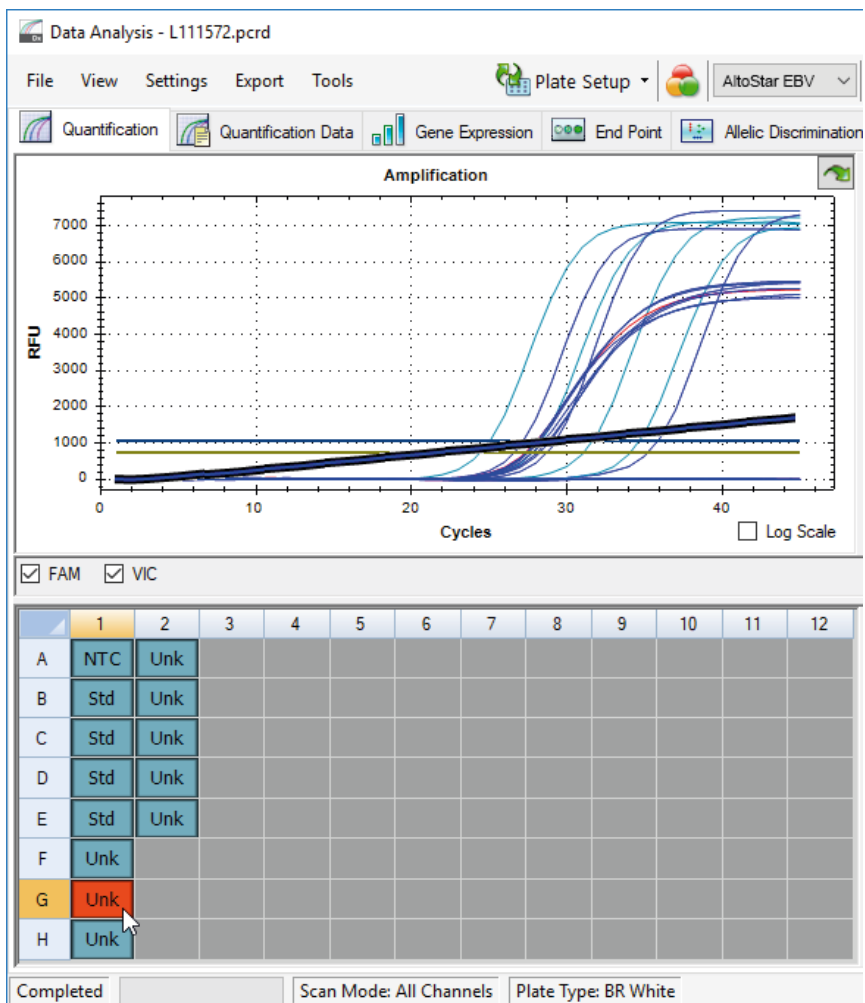 Data Analysis - L111572.pcrd
File View Settings Export Tools Plate Setup AltoStar EBV
Quantification Quantification Data Gene Expression End Point Allelic Discrimination
Amplification
7000
6000
5000
4000
3000
2000
1000
0
RFU
0 10 20 30 40
Cycles
Log Scale
FAM VIC
1 2 3 4 5 6 7 8 9 10 11 12
A NTC Unk
B Std Unk
C Std Unk
D Std Unk
E Std Unk
F Unk
G Unk
H Unk
Completed Scan Mode: All Channels Plate Type: BR White